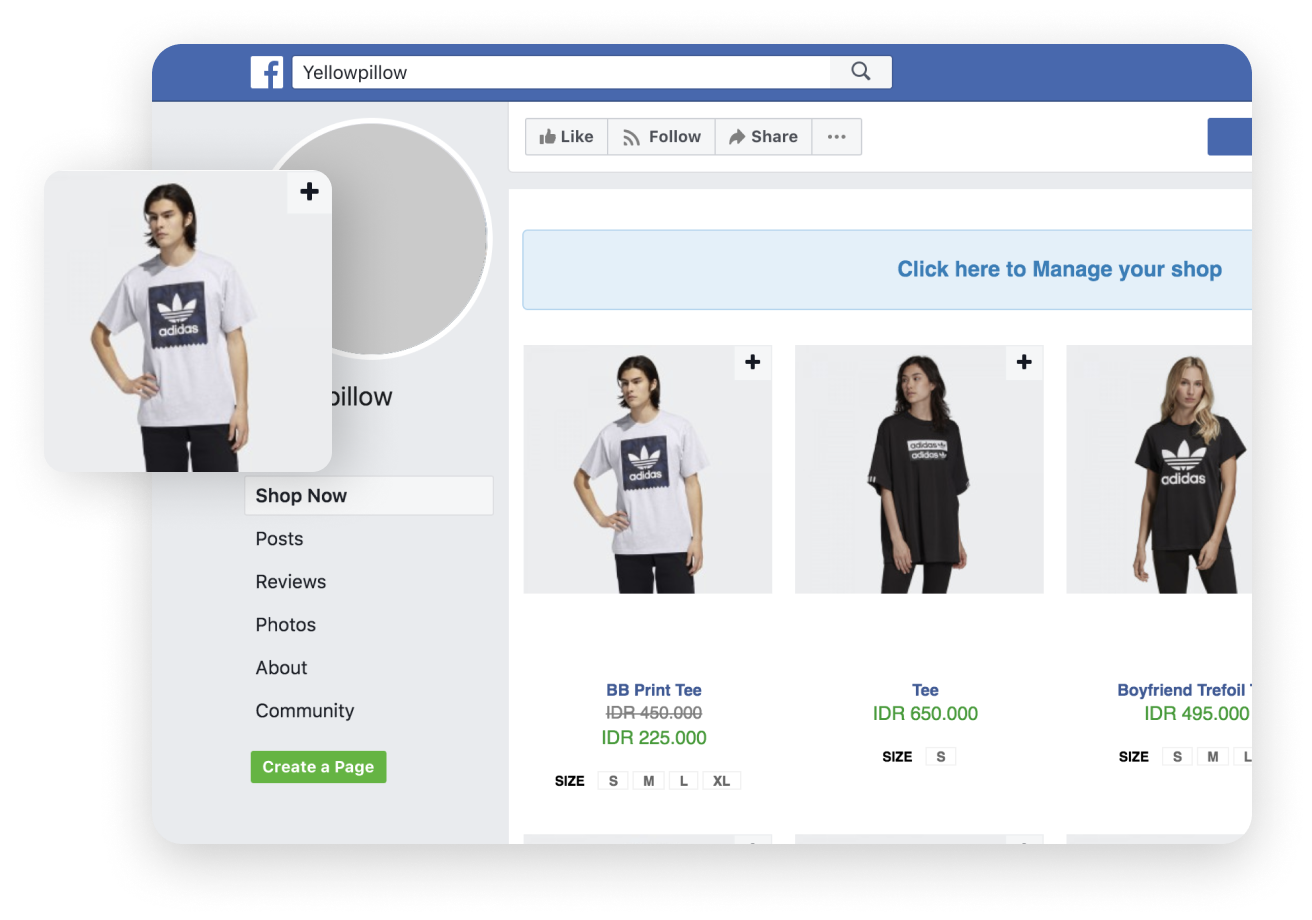 Yellowpillow
Like Follow Share
Click here to Manage your shop
adidas
pillow
adidas
adidas
adidas
adidas
Shop Now
Posts
Reviews
Photos
About
Community
Create a Page
BB Print Tee
IDR 450.000
IDR 225.000
SIZE S M L XL
Tee
IDR 650.000
SIZE S
Boyfriend Trefoil
IDR 495.000
SIZE S M L